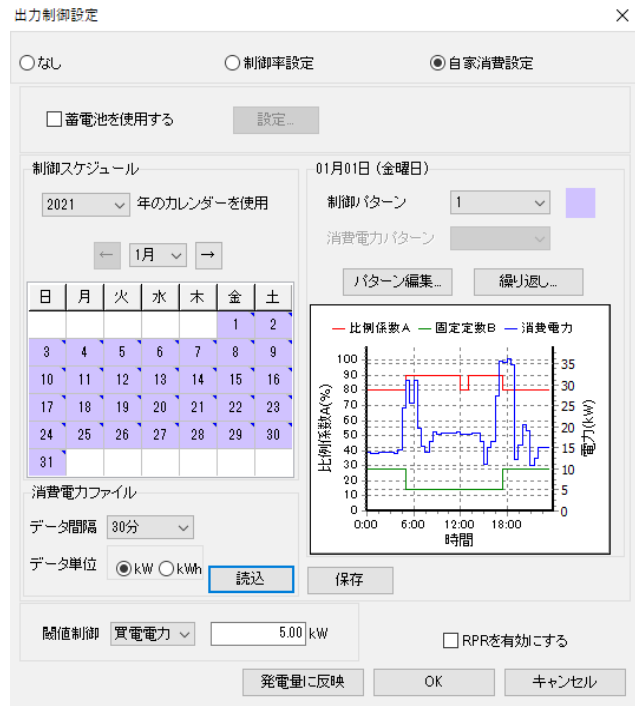 出力制御設定
なし 制御率設定 自家消費設定
蓄電池を使用する 設定...
制御スケジュール
2021 年のカレンダーを使用
← 1月 →
日 月 火 水 木 金 土
1 2
3 4 5 6 7 8 9
10 11 12 13 14 15 16
17 18 19 20 21 22 23
24 25 26 27 28 29 30
31
消費電力ファイル
データ間隔 30分
データ単位 kW kWh 読込
01月01日 (金曜日)
制御パターン 1
消費電力パターン
パターン編集... 繰り返し...
比例係数A 固定定数B 消費電力
比例係数A(%)
100
90
80
70
60
50
40
30
20
10
0
35
30
25
20
15
10
5
0
電力(kW)
0:00 6:00 12:00 18:00
時間
保存
閾値制御 買電電力 5.00 kW
RPRを有効にする
発電量に反映 OK キャンセル